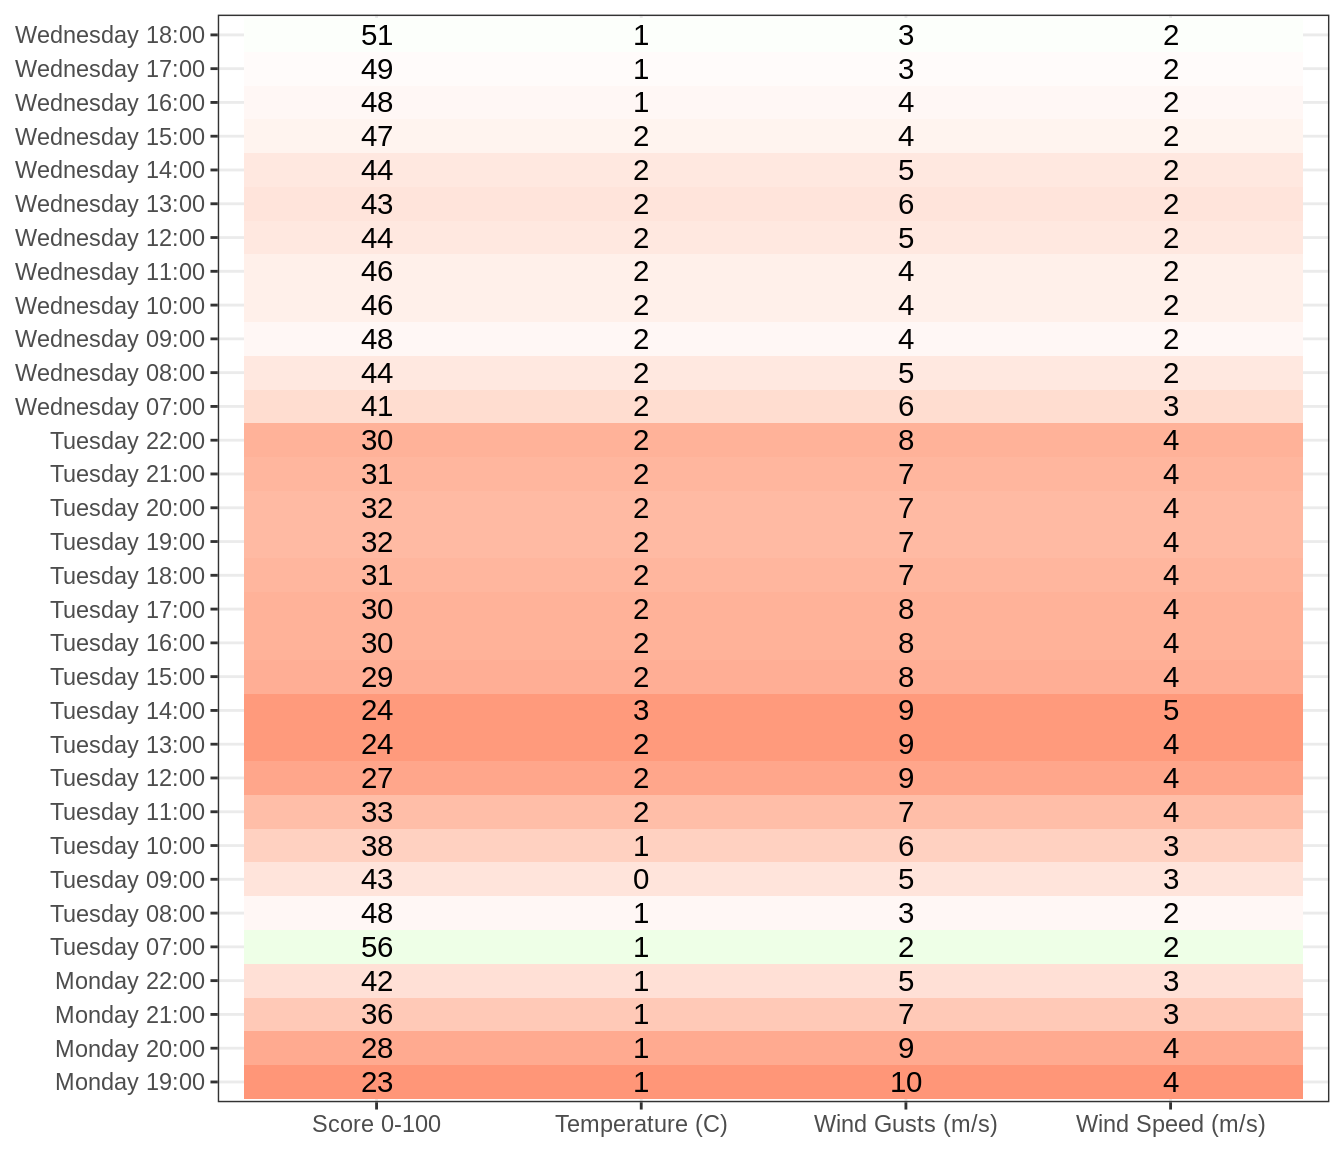 Wednesday 18:00 51 1 3 2
Wednesday 17:00 49 1 3 2
Wednesday 16:00 48 1 4 2
Wednesday 15:00 47 2 4 2
Wednesday 14:00 44 2 5 2
Wednesday 13:00 43 2 6 2
Wednesday 12:00 44 2 5 2
Wednesday 11:00 46 2 4 2
Wednesday 10:00 46 2 4 2
Wednesday 09:00 48 2 4 2
Wednesday 08:00 44 2 5 2
Wednesday 07:00 41 2 6 3
Tuesday 22:00 30 2 8 4
Tuesday 21:00 31 2 7 4
Tuesday 20:00 32 2 7 4
Tuesday 19:00 32 2 7 4
Tuesday 18:00 31 2 7 4
Tuesday 17:00 30 2 8 4
Tuesday 16:00 30 2 8 4
Tuesday 15:00 29 2 8 4
Tuesday 14:00 24 3 9 5
Tuesday 13:00 24 2 9 4
Tuesday 12:00 27 2 9 4
Tuesday 11:00 33 2 7 4
Tuesday 10:00 38 1 6 3
Tuesday 09:00 43 0 5 3
Tuesday 08:00 48 1 3 2
Tuesday 07:00 56 1 2 2
Monday 22:00 42 1 5 3
Monday 21:00 36 1 7 3
Monday 20:00 28 1 9 4
Monday 19:00 23 1 10 4
Score 0-100 Temperature (C) Wind Gusts (m/s) Wind Speed (m/s)